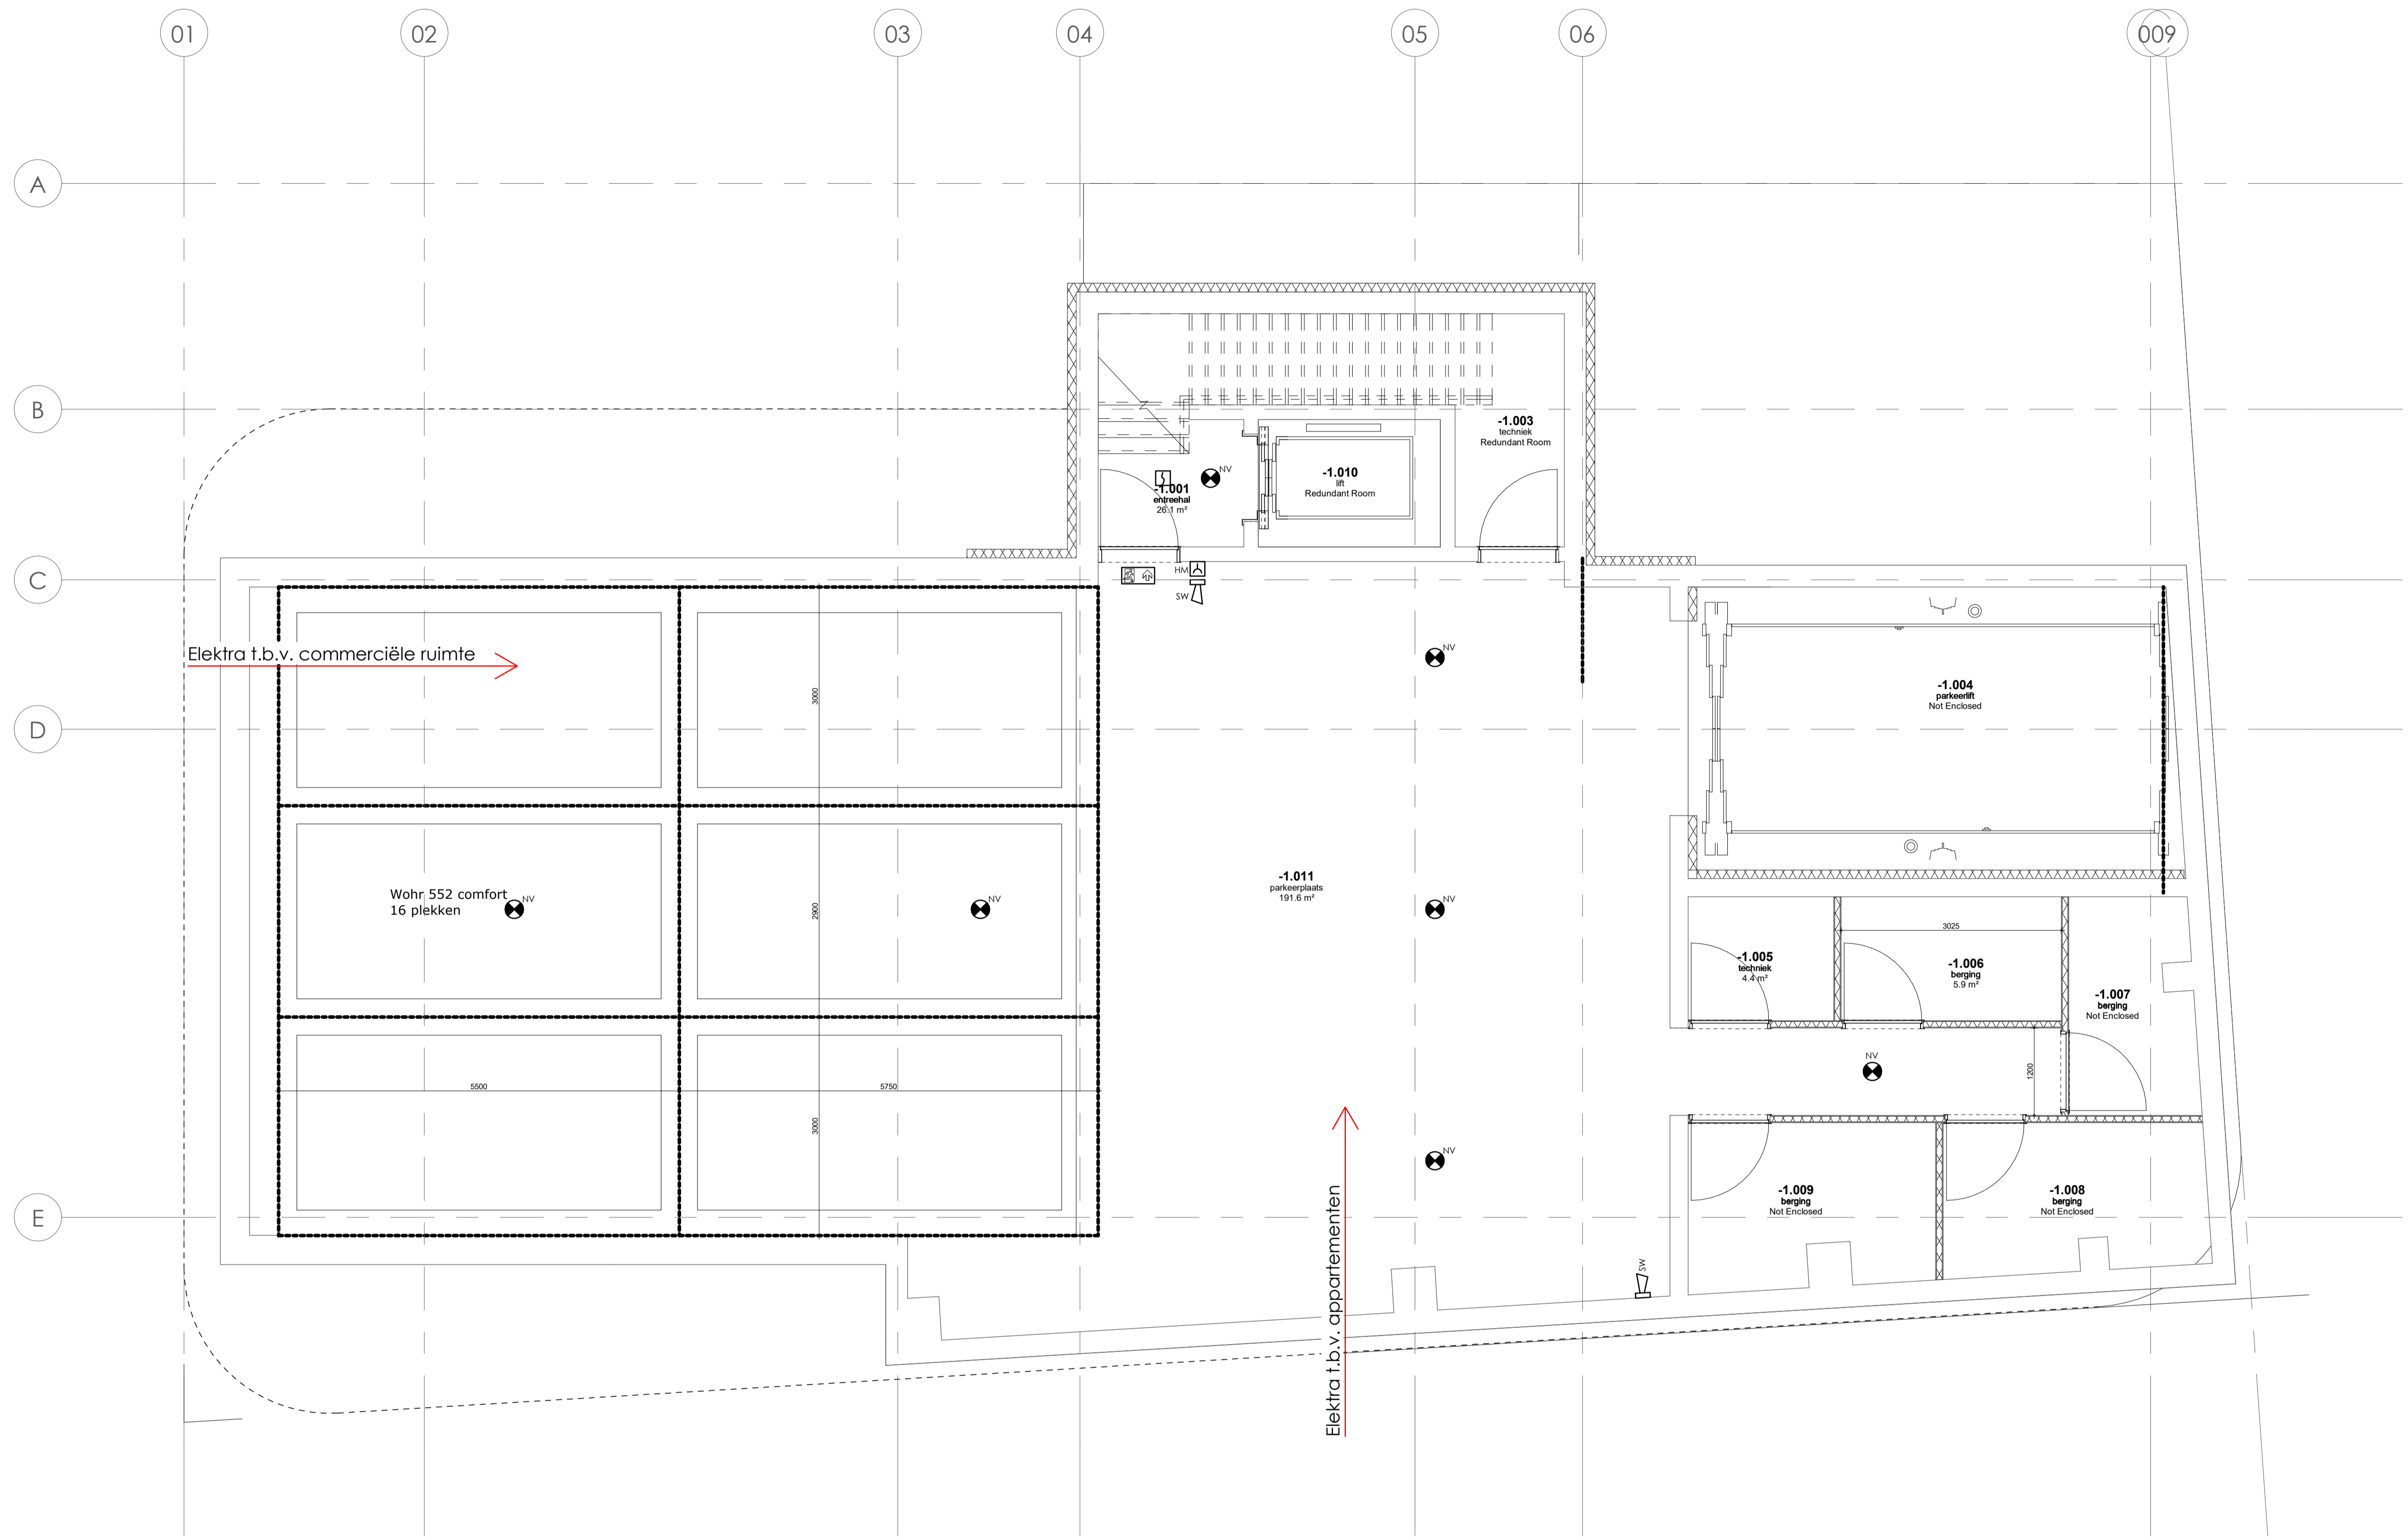 01
02
03
04
05
06
009
A
B
C
D
E
-1.003
techniek
Redundant Room
-1.010
lift
Redundant Room
NV
-1.001
entreehal
26.1 m²
HM
SW
Elektra t.b.v. commerciële ruimte
3000
NV
-1.004
parkeerlift
Not Enclosed
Wohr 552 comfort
16 plekken
NV
2900
NV
-1.011
parkeerplaats
191.6 m²
NV
3025
-1.005
techniek
4.4 m²
-1.006
berging
5.9 m²
-1.007
berging
Not Enclosed
NV
1200
5500
5750
3000
NV
Elektra t.b.v. appartementen
-1.009
berging
Not Enclosed
-1.008
berging
Not Enclosed
SW